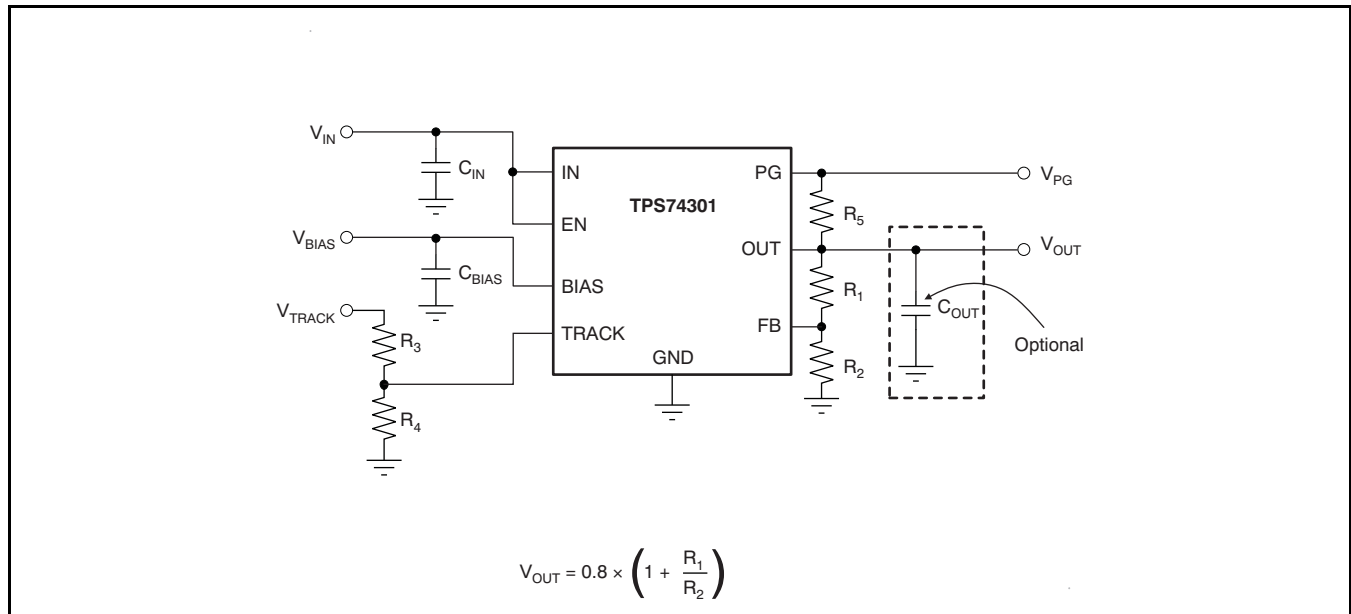 V_IN
C_IN
V_BIAS
C_BIAS
V_TRACK
R_3
R_4
IN
EN
BIAS
TRACK
TPS74301
GND
PG
OUT
FB
R_5
R_1
R_2
V_PG
V_OUT
C_OUT
Optional
V_OUT = 0.8 × (1 + R_1/R_2)